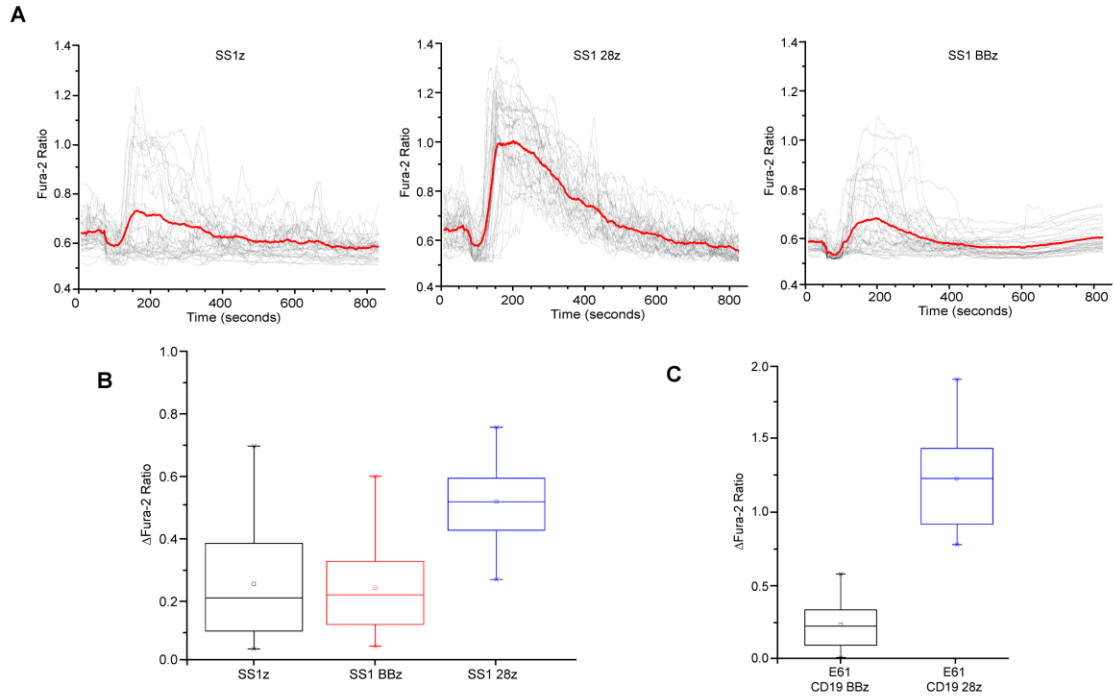 A
SS1z
SS1 28z
SS1 BBz
Fura-2 Ratio
1.4
1.2
1.0
0.8
0.6
0.4
0 200 400 600 800
Time (seconds)
Fura-2 Ratio
1.4
1.2
1.0
0.8
0.6
0.4
0 200 400 600 800
Time (seconds)
Fura-2 Ratio
1.4
1.2
1.0
0.8
0.6
0.4
0 200 400 600 800
Time (seconds)
B
ΔFura-2 Ratio
1.0
0.8
0.6
0.4
0.2
0.0
SS1z SS1 BBz SS1 28z
C
ΔFura-2 Ratio
2.0
1.5
1.0
0.5
0.0
E61 E61
CD19 BBz CD19 28z